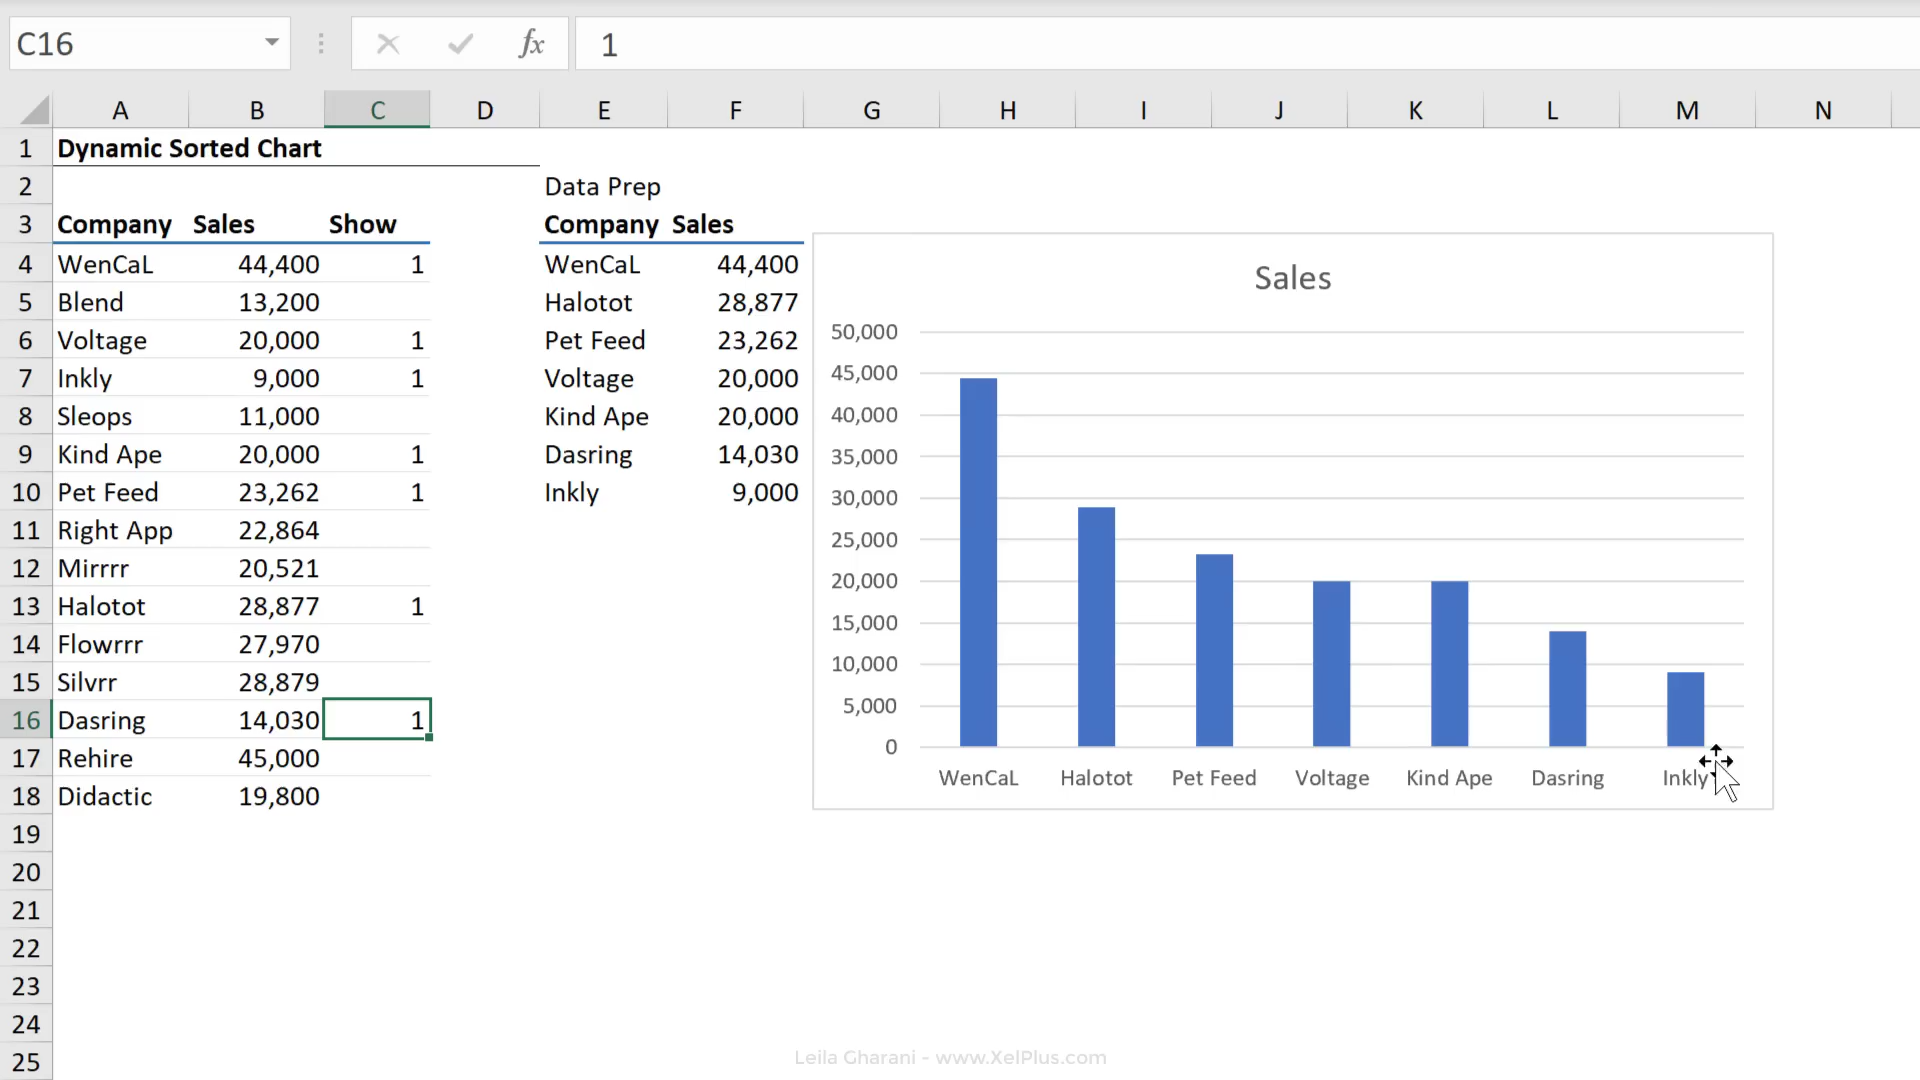 C16 fx 1
A B C D E F G H I J K L M N
1 Dynamic Sorted Chart
2 Data Prep
3 Company Sales Show Company Sales
4 WenCaL 44,400 1 WenCaL 44,400
5 Blend 13,200 Halotot 28,877
6 Voltage 20,000 1 Pet Feed 23,262
7 Inkly 9,000 1 Voltage 20,000
8 Sleops 11,000 Kind Ape 20,000
9 Kind Ape 20,000 1 Dasring 14,030
10 Pet Feed 23,262 1 Inkly 9,000
11 Right App 22,864
12 Mirrrr 20,521
13 Halotot 28,877 1
14 Flowrrr 27,970
15 Silvrr 28,879
16 Dasring 14,030 1
17 Rehire 45,000
18 Didactic 19,800
19
20
21
22
23
24
25
Sales
50,000
45,000
40,000
35,000
30,000
25,000
20,000
15,000
10,000
5,000
0
WenCaL Halotot Pet Feed Voltage Kind Ape Dasring Inkly
Leila Gharani - www.XelPlus.com